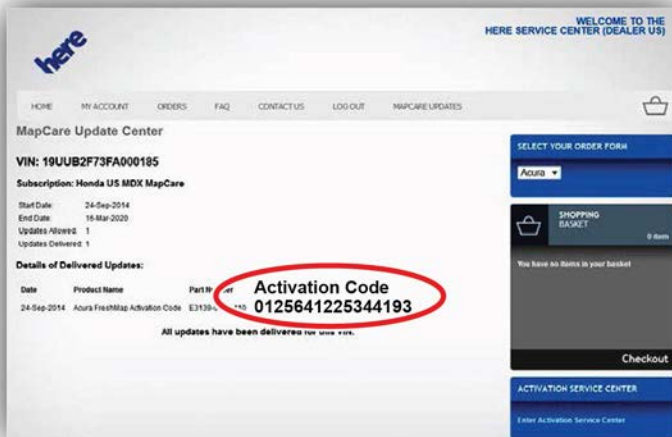 WELCOME TO THE
HERE SERVICE CENTER (DEALER US)
here
HOME MY ACCOUNT ORDERS FAQ CONTACT US LOG OUT MAPCARE UPDATES
MapCare Update Center
VIN: 19UUB2F73FA000185
Subscription: Honda US MDX MapCare
Start Date: 24-Sep-2014
End Date: 16-Mar-2020
Updates Allowed: 1
Updates Delivered: 1
Details of Delivered Updates:
Date Product Name Activation Code
24-Sep-2014 Acura FreshMap Activation Code 0125641225344193
All updates have been delivered for this VIN.
SELECT YOUR ORDER FORM
Acura
SHOPPING
BASKET
0 item
You have no items in your basket
Checkout
ACTIVATION SERVICE CENTER
Enter Activation Service Center